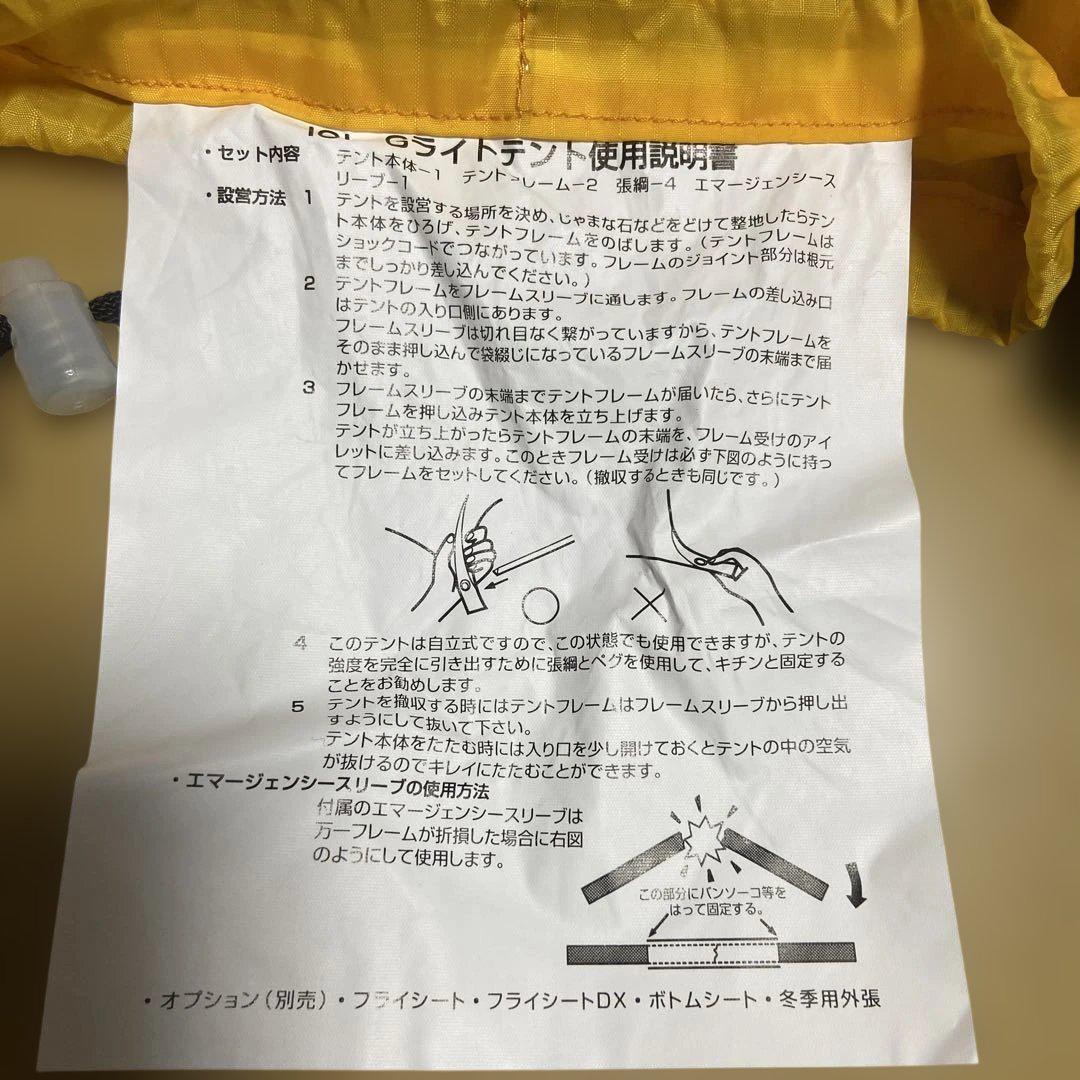 Gライトテント使用説明書
・セット内容 テント本体−1 テントフレーム−2 張綱−4 エマージェンシース
リーブ−1
・設営方法 1 テントを設営する場所を決め、じゃまな石などをどけて整地したらテン
ト本体をひろげ、テントフレームをのばします。(テントフレームは
ショックコードでつながっています。フレームのジョイント部分は根元
までしっかり差し込んでください。)
2 テントフレームをフレームスリーブに通します。フレームの差し込み口
はテントの入り口側にあります。
フレームスリーブは切れ目なく繋がっていますから、テントフレームを
そのまま押し込んで袋綴じになっているフレームスリーブの末端まで届
かせます。
3 フレームスリーブの末端までテントフレームが届いたら、さらにテント
フレームを押し込みテント本体を立ち上げます。
テントが立ち上がったらテントフレームの末端を、フレーム受けのアイ
レットに差し込みます。このときフレーム受けは必ず下図のように持っ
てフレームをセットしてください。(撤収するときも同じです。)
4 このテントは自立式ですので、この状態でも使用できますが、テントの
強度を完全に引き出すために張綱とペグを使用して、キチンと固定する
ことをお勧めします。
5 テントを撤収する時にはテントフレームはフレームスリーブから押し出
すようにして抜いて下さい。
テント本体をたたむ時には入り口を少し開けておくとテントの中の空気
が抜けるのでキレイにたたむことができます。
・エマージェンシースリーブの使用方法
付属のエマージェンシースリーブは
万一フレームが折損した場合に右図
のようにして使用します。
この部分にバンソーコ等を
はって固定する。
・オプション(別売)・フライシート・フライシートDX・ボトムシート・冬季用外張